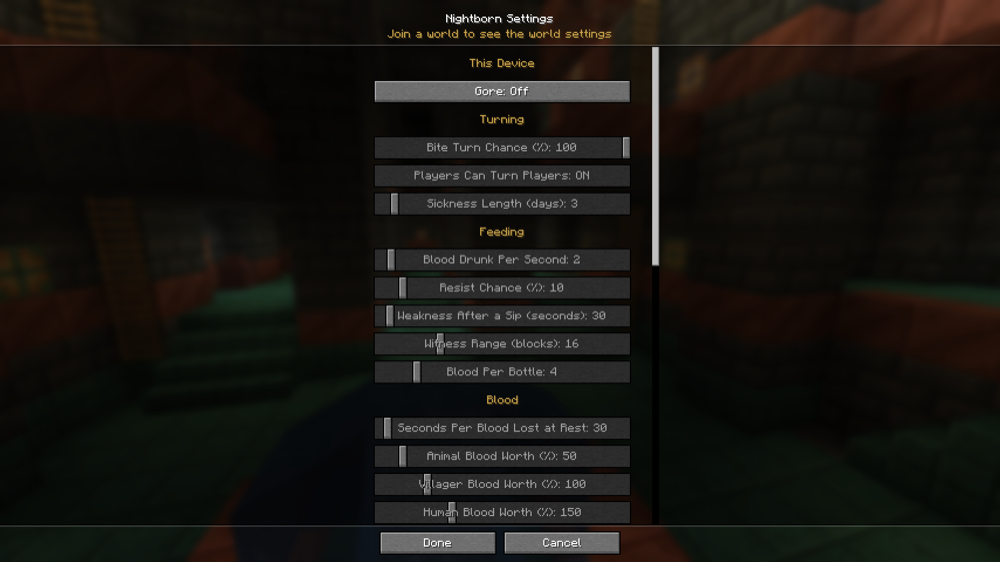 Nightborn Settings
Join a world to see the world settings
This Device
Gore: Off
Turning
Bite Turn Chance (%): 100
Players Can Turn Players: ON
Sickness Length (days): 3
Feeding
Blood Drunk Per Second: 2
Resist Chance (%): 10
Weakness After a Sip (seconds): 30
Witness Range (blocks): 16
Blood Per Bottle: 4
Blood
Seconds Per Blood Lost at Rest: 30
Animal Blood Worth (%): 50
Villager Blood Worth (%): 100
Human Blood Worth (%): 150
Done
Cancel